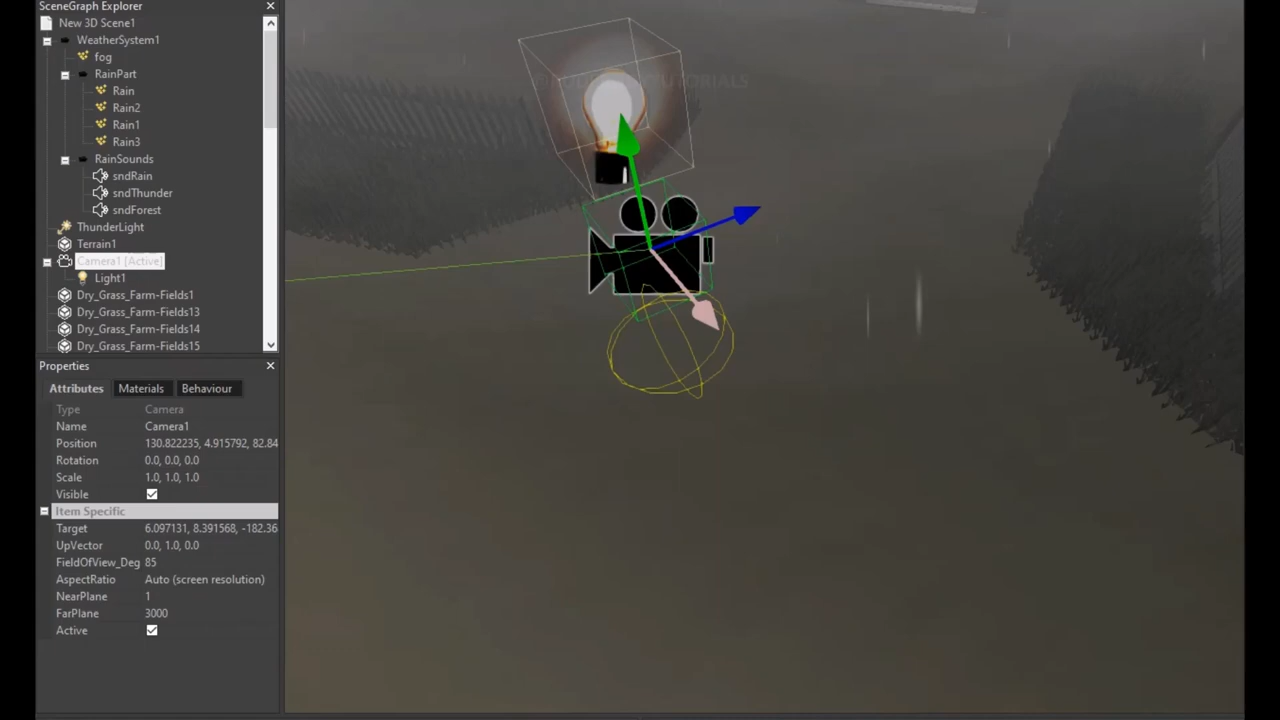 SceneGraph Explorer
New 3D Scene1
WeatherSystem1
fog
RainPart
Rain
Rain2
Rain1
Rain3
RainSounds
sndRain
sndThunder
sndForest
ThunderLight
Terrain1
Camera1 [Active]
Light1
Dry_Grass_Farm-Fields1
Dry_Grass_Farm-Fields13
Dry_Grass_Farm-Fields14
Dry_Grass_Farm-Fields15
Properties
Attributes Materials Behaviour
Type Camera
Name Camera1
Position 130.822235, 4.915792, 82.84
Rotation 0.0, 0.0, 0.0
Scale 1.0, 1.0, 1.0
Visible
Item Specific
Target 6.097131, 8.391568, -182.36
UpVector 0.0, 1.0, 0.0
FieldOfView_Deg 85
AspectRatio Auto (screen resolution)
NearPlane 1
FarPlane 3000
Active
TUTORIALS